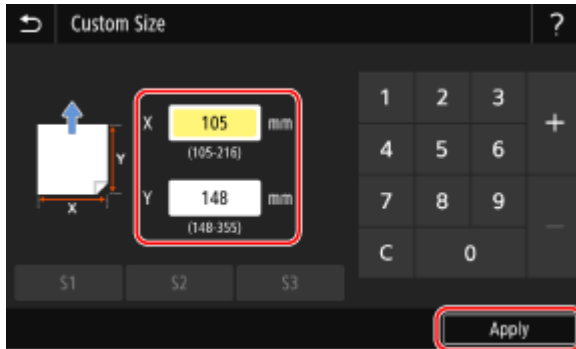 Custom Size ?
X 105 mm
(105-216)
Y 148 mm
(148-355)
Y
X
1 2 3 +
4 5 6
7 8 9 −
C 0
S1 S2 S3
Apply